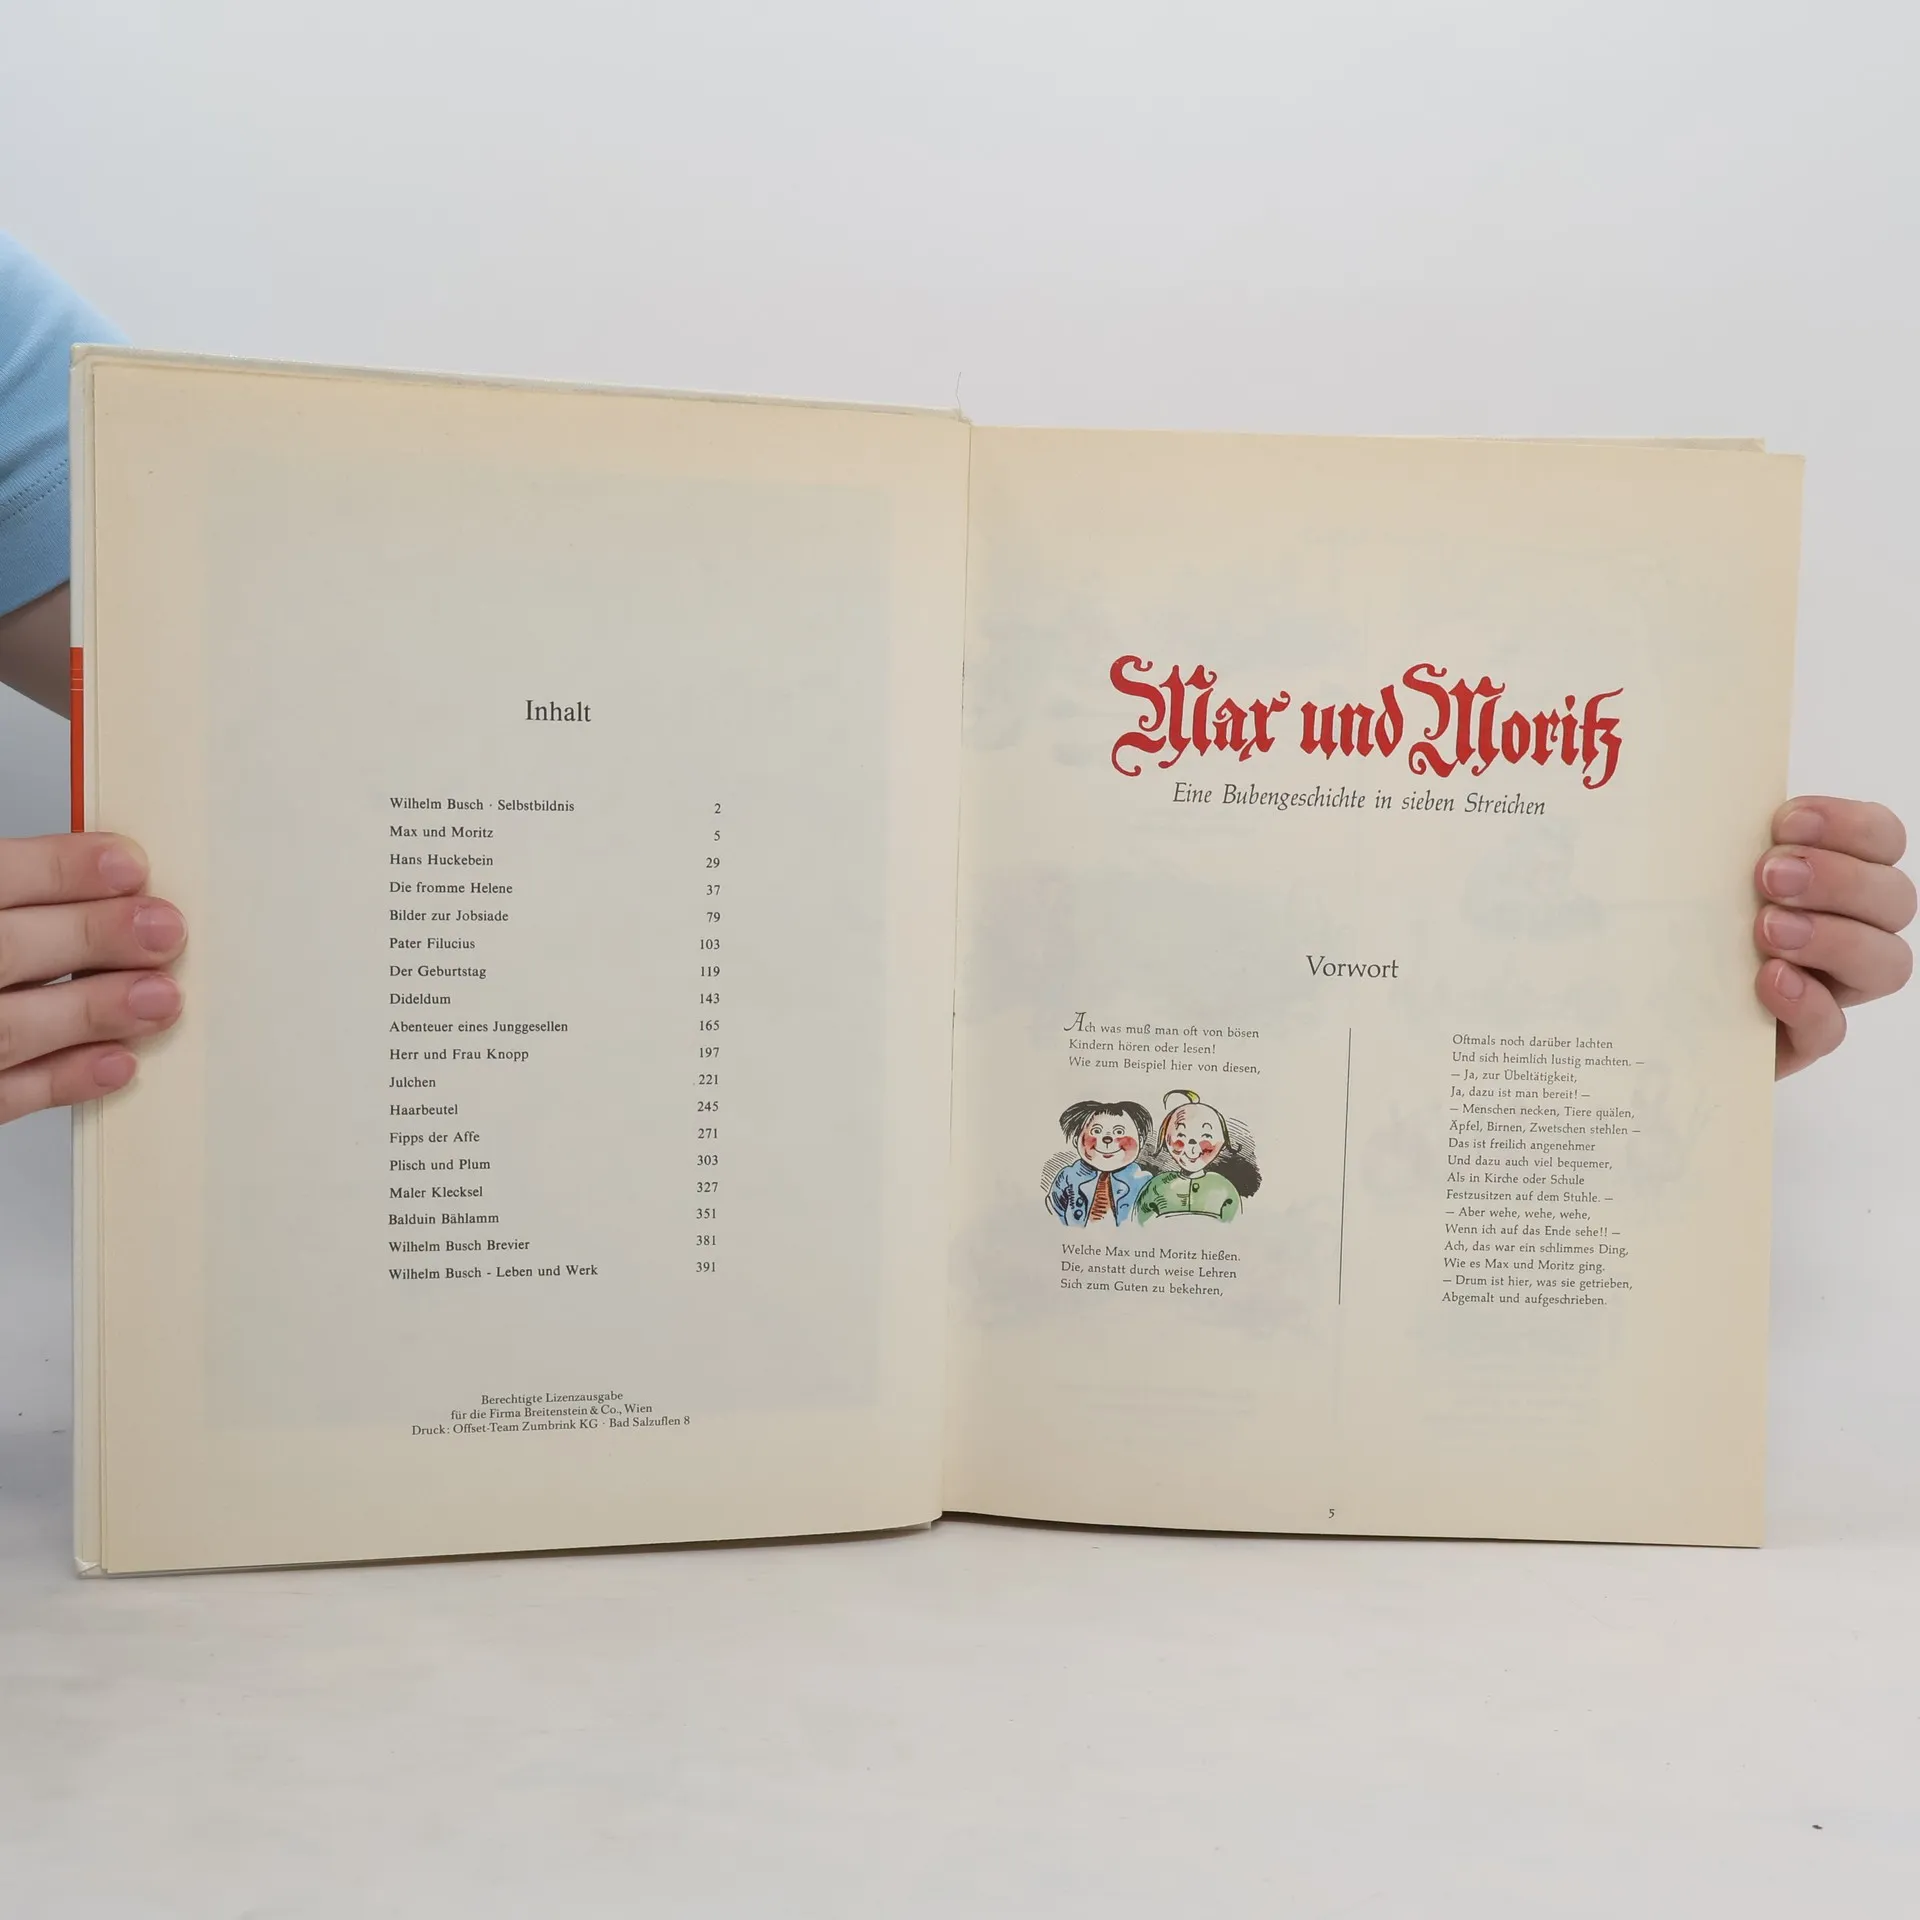 Inhalt
Wilhelm Busch · Selbstbildnis 2
Max und Moritz 5
Hans Huckebein 29
Die fromme Helene 37
Bilder zur Jobsiade 79
Pater Filucius 103
Der Geburtstag 119
Dideldum 143
Abenteuer eines Junggesellen 165
Herr und Frau Knopp 197
Julchen 221
Haarbeutel 245
Fipps der Affe 271
Plisch und Plum 303
Maler Klecksel 327
Balduin Bählamm 351
Wilhelm Busch Brevier 381
Wilhelm Busch - Leben und Werk 391
Berechtigte Lizenzausgabe
für die Firma Breitenstein & Co., Wien
Druck: Offset-Team Zumbrink KG · Bad Salzuflen 8
Max und Moritz
Eine Bubengeschichte in sieben Streichen
Vorwort
Ach was muß man oft von bösen
Kindern hören oder lesen!
Wie zum Beispiel hier von diesen,
Welche Max und Moritz hießen.
Die, anstatt durch weise Lehren
Sich zum Guten zu bekehren,
Oftmals noch darüber lachten
Und sich heimlich lustig machten. —
— Ja, zur Übeltätigkeit,
Ja, dazu ist man bereit! —
— Menschen necken, Tiere quälen,
Äpfel, Birnen, Zwetschen stehlen —
Das ist freilich angenehmer
Und dazu auch viel bequemer,
Als in Kirche oder Schule
Festzusitzen auf dem Stuhle. —
— Aber wehe, wehe, wehe,
Wenn ich auf das Ende sehe!! —
Ach, das war ein schlimmes Ding,
Wie es Max und Moritz ging.
— Drum ist hier, was sie getrieben,
Abgemalt und aufgeschrieben.
5